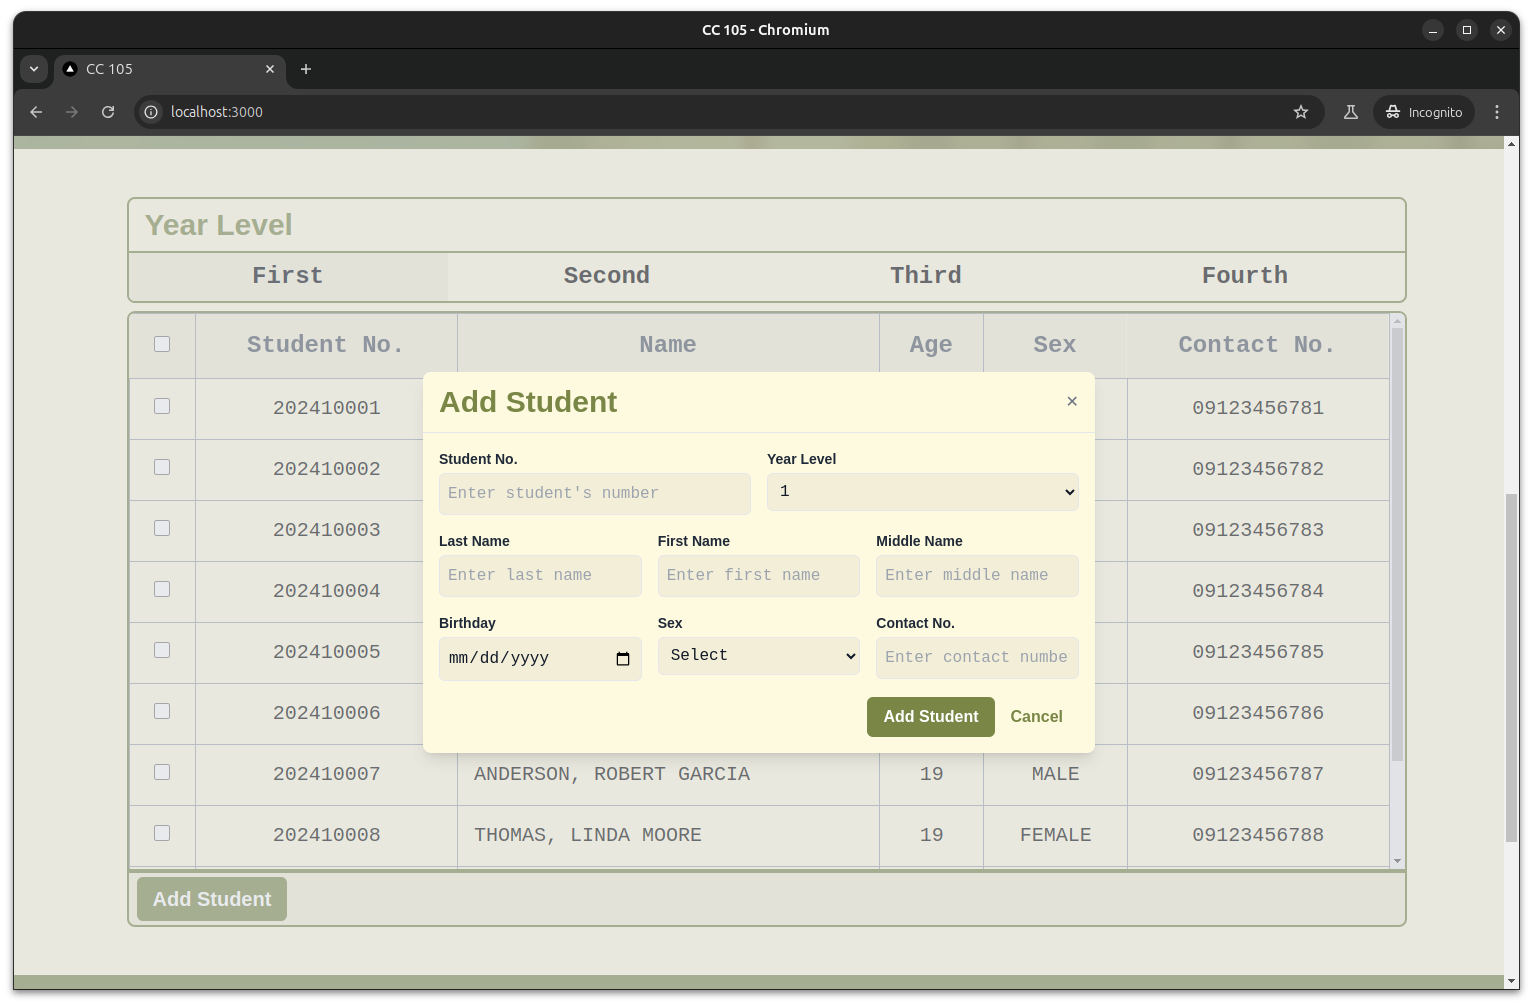 CC 105 - Chromium
CC 105
localhost:3000
Incognito
Year Level
First Second Third Fourth
Student No. Name Age Sex Contact No.
202410001 09123456781
202410002 09123456782
202410003 09123456783
202410004 09123456784
202410005 09123456785
202410006 09123456786
202410007 ANDERSON, ROBERT GARCIA 19 MALE 09123456787
202410008 THOMAS, LINDA MOORE 19 FEMALE 09123456788
Add Student
Add Student
×
Student No. Year Level
Enter student's number 1
Last Name First Name Middle Name
Enter last name Enter first name Enter middle name
Birthday Sex Contact No.
mm/dd/yyyy Select Enter contact numbe
Add Student Cancel